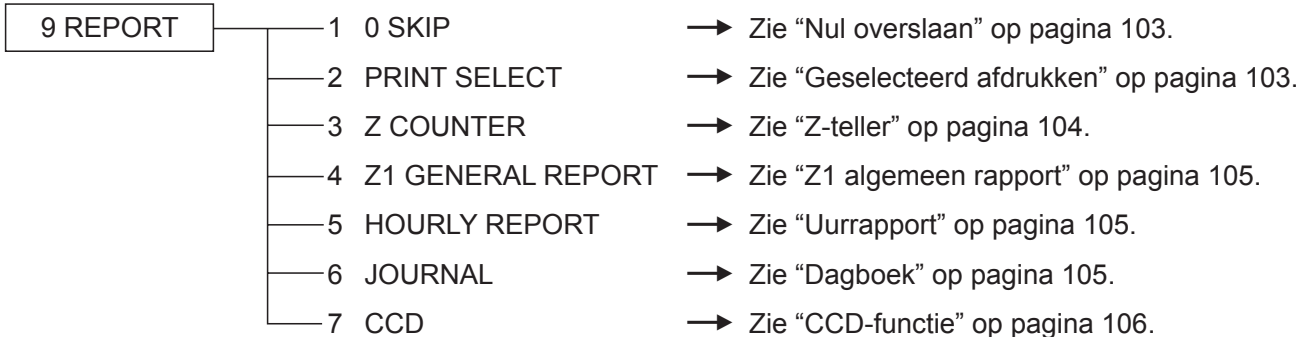 9 REPORT 1 0 SKIP Zie “Nul overslaan” op pagina 103.
2 PRINT SELECT Zie “Geselecteerd afdrukken” op pagina 103.
3 Z COUNTER Zie “Z-teller” op pagina 104.
4 Z1 GENERAL REPORT Zie “Z1 algemeen rapport” op pagina 105.
5 HOURLY REPORT Zie “Uurrapport” op pagina 105.
6 JOURNAL Zie “Dagboek” op pagina 105.
7 CCD Zie “CCD-functie” op pagina 106.